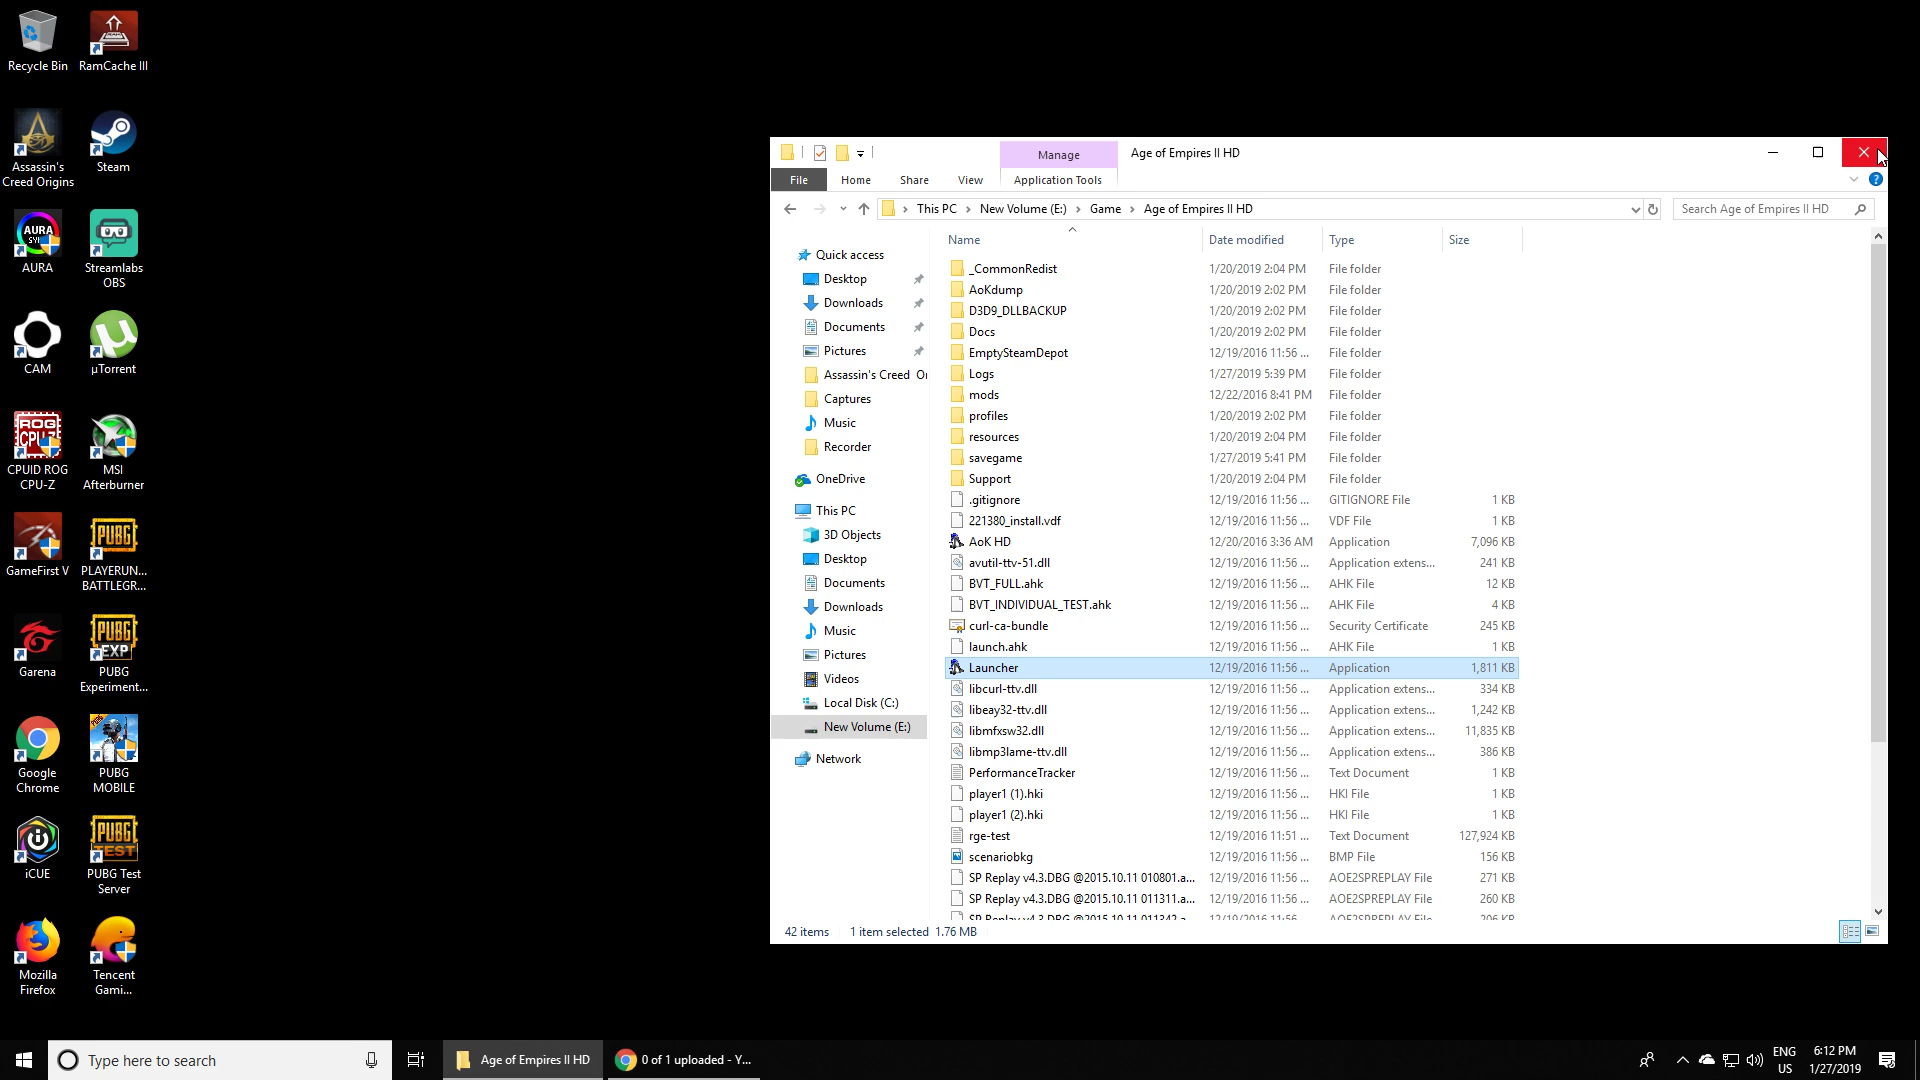 Recycle Bin
RamCache III
Assassin's
Creed Origins
Steam
AURA
SYNC
AURA
Streamlabs
OBS
CAM
µTorrent
ROG
CPU-Z
CPUID ROG
CPU-Z
MSI
Afterburner
GameFirst V
PUBG
PLAYERUN...
BATTLEGR...
Garena
PUBG
EXP
PUBG
Experiment...
Google
Chrome
PUBG
MOBILE
iCUE
PUBG
TEST
PUBG Test
Server
Mozilla
Firefox
Tencent
Gami...
Manage
Age of Empires II HD
File
Home
Share
View
Application Tools
This PC
New Volume (E:)
Game
Age of Empires II HD
Search Age of Empires II HD
Quick access
Desktop
Downloads
Documents
Pictures
Assassin's Creed Or
Captures
Music
Recorder
OneDrive
This PC
3D Objects
Desktop
Documents
Downloads
Music
Pictures
Videos
Local Disk (C:)
New Volume (E:)
Network
Name Date modified Type Size
_CommonRedist 1/20/2019 2:04 PM File folder
AoKdump 1/20/2019 2:02 PM File folder
D3D9_DLLBACKUP 1/20/2019 2:02 PM File folder
Docs 1/20/2019 2:02 PM File folder
EmptySteamDepot 12/19/2016 11:56 ... File folder
Logs 1/27/2019 5:39 PM File folder
mods 12/22/2016 8:41 PM File folder
profiles 1/20/2019 2:02 PM File folder
resources 1/20/2019 2:04 PM File folder
savegame 1/27/2019 5:41 PM File folder
Support 1/20/2019 2:04 PM File folder
.gitignore 12/19/2016 11:56 ... GITIGNORE File 1 KB
221380_install.vdf 12/19/2016 11:56 ... VDF File 1 KB
AoK HD 12/20/2016 3:36 AM Application 7,096 KB
avutil-ttv-51.dll 12/19/2016 11:56 ... Application extens... 241 KB
BVT_FULL.ahk 12/19/2016 11:56 ... AHK File 12 KB
BVT_INDIVIDUAL_TEST.ahk 12/19/2016 11:56 ... AHK File 4 KB
curl-ca-bundle 12/19/2016 11:56 ... Security Certificate 245 KB
launch.ahk 12/19/2016 11:56 ... AHK File 1 KB
Launcher 12/19/2016 11:56 ... Application 1,811 KB
libcurl-ttv.dll 12/19/2016 11:56 ... Application extens... 334 KB
libeay32-ttv.dll 12/19/2016 11:56 ... Application extens... 1,242 KB
libmfxsw32.dll 12/19/2016 11:56 ... Application extens... 11,835 KB
libmp3lame-ttv.dll 12/19/2016 11:56 ... Application extens... 386 KB
PerformanceTracker 12/19/2016 11:56 ... Text Document 1 KB
player1 (1).hki 12/19/2016 11:56 ... HKI File 1 KB
player1 (2).hki 12/19/2016 11:56 ... HKI File 1 KB
rge-test 12/19/2016 11:51 ... Text Document 127,924 KB
scenariobkg 12/19/2016 11:56 ... BMP File 156 KB
SP Replay v4.3.DBG @2015.10.11 010801.a... 12/19/2016 11:56 ... AOE2SPREPLAY File 271 KB
SP Replay v4.3.DBG @2015.10.11 011311.a... 12/19/2016 11:56 ... AOE2SPREPLAY File 260 KB
SP Replay v4.3.DBG @2015.10.11 011342.a... 12/19/2016 11:56 ... AOE2SPREPLAY File 206 KB
42 items 1 item selected 1.76 MB
Type here to search
Age of Empires II HD
0 of 1 uploaded - Y...
ENG
US
6:12 PM
1/27/2019